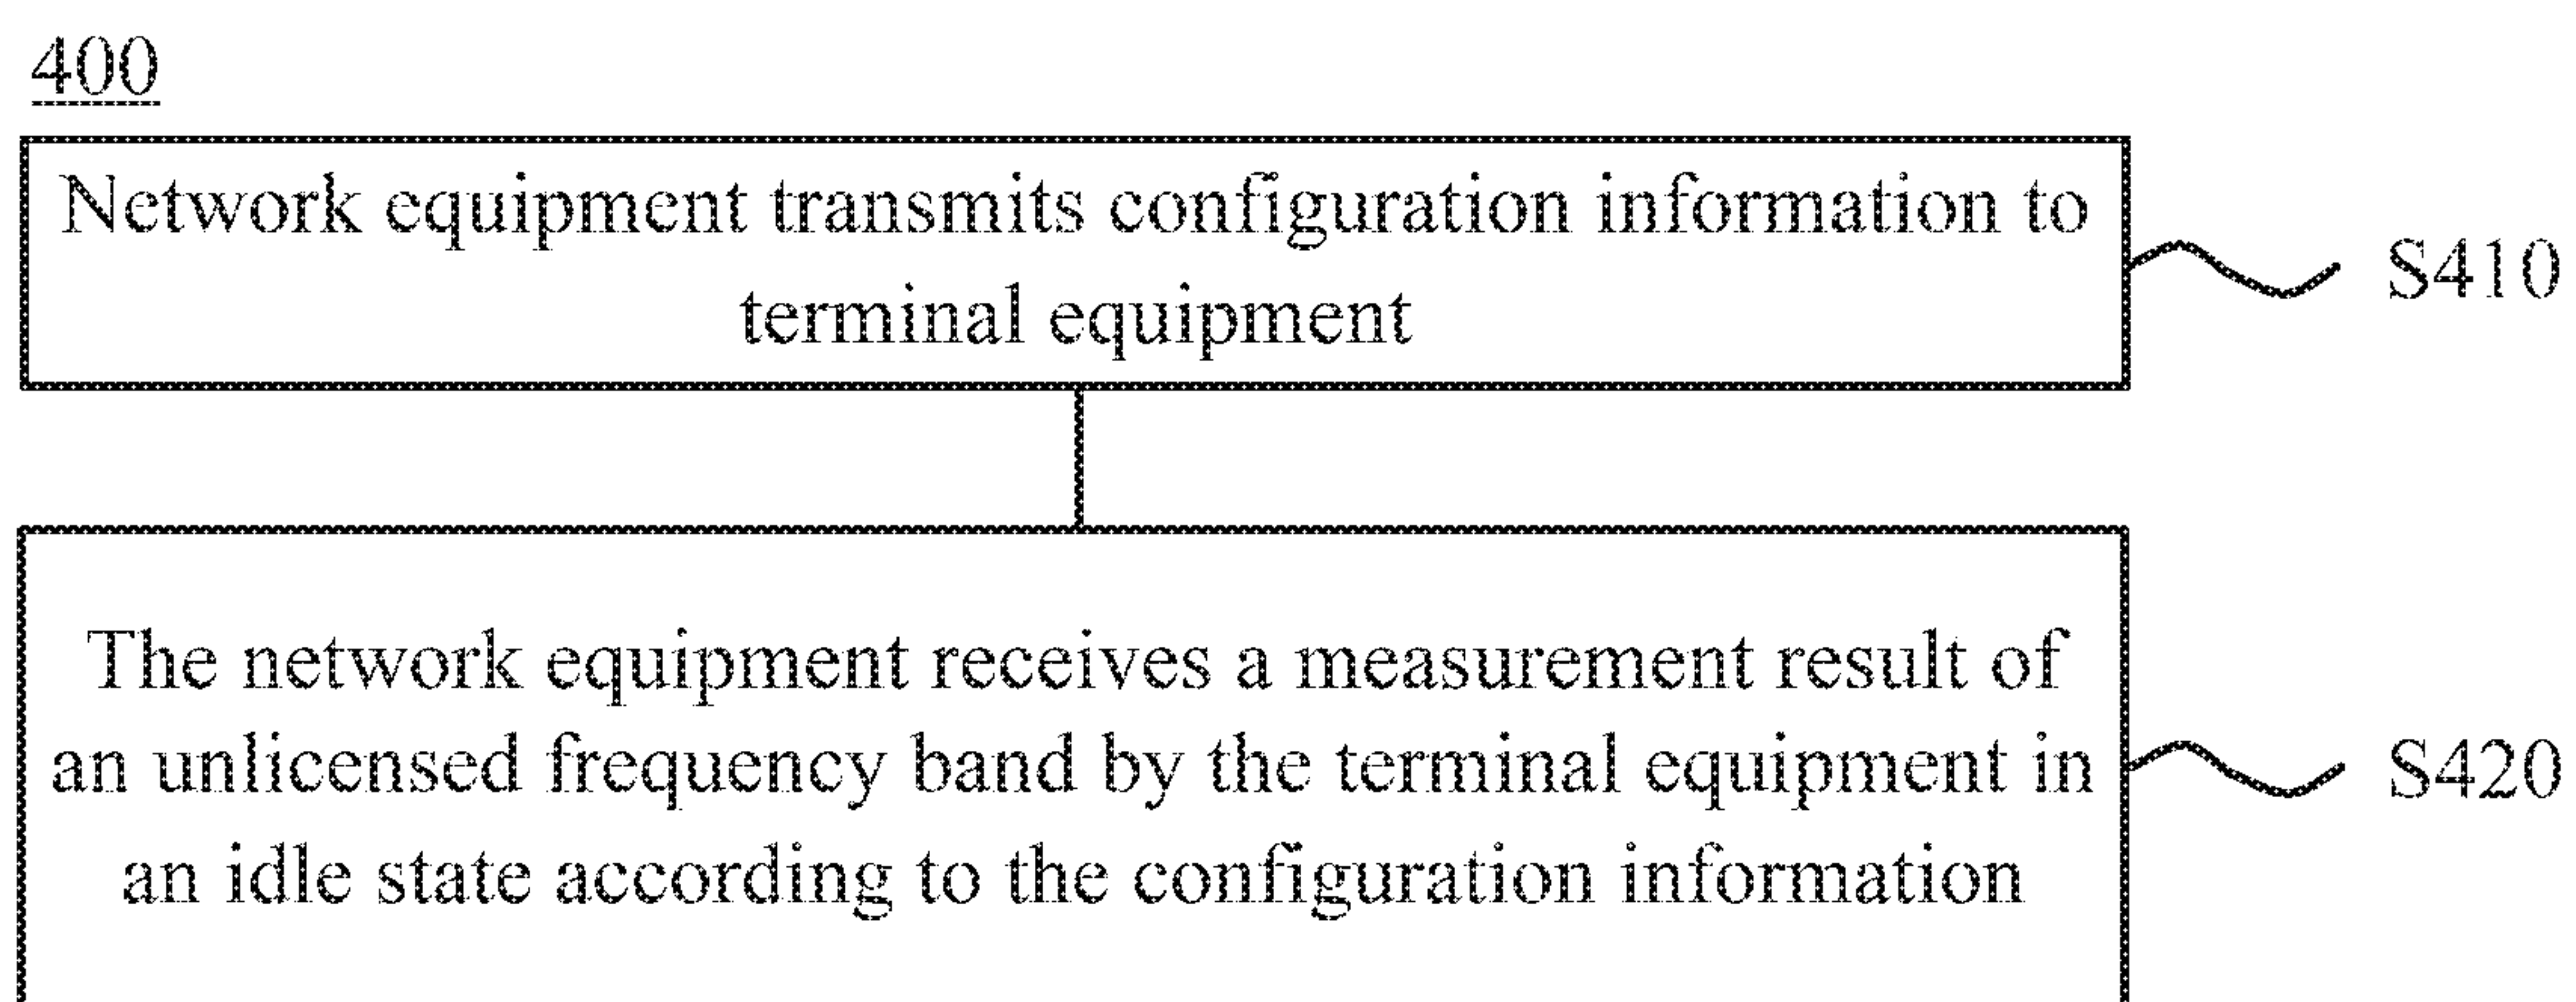 400
Network equipment transmits configuration information to
terminal equipment
S410
The network equipment receives a measurement result of
an unlicensed frequency band by the terminal equipment in
an idle state according to the configuration information
S420